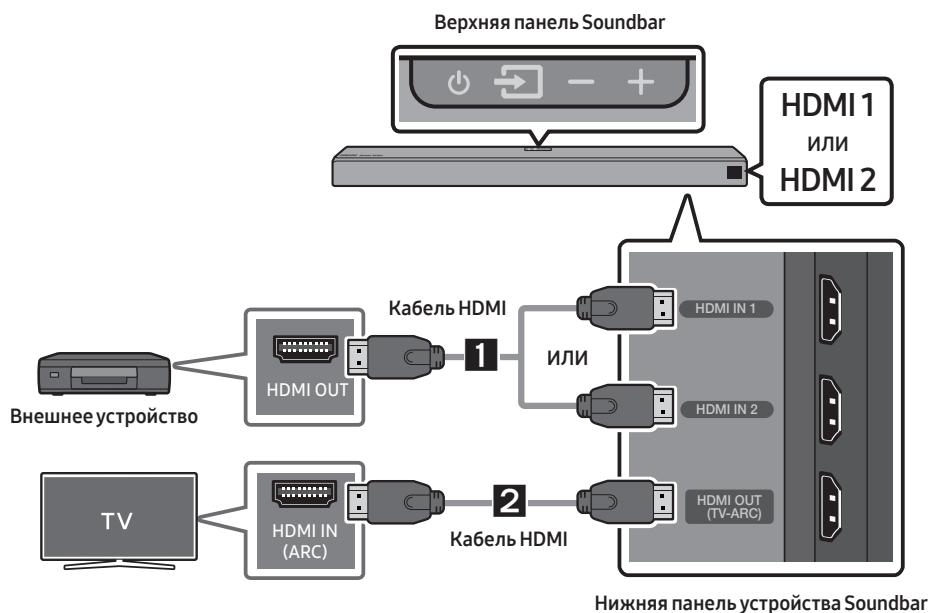 Верхняя панель Soundbar
HDMI 1
или
HDMI 2
Кабель HDMI
HDMI IN 1
HDMI OUT
1
или
Внешнее устройство
HDMI IN 2
TV
HDMI IN
(ARC)
2
Кабель HDMI
HDMI OUT
(TV-ARC)
Нижняя панель устройства Soundbar